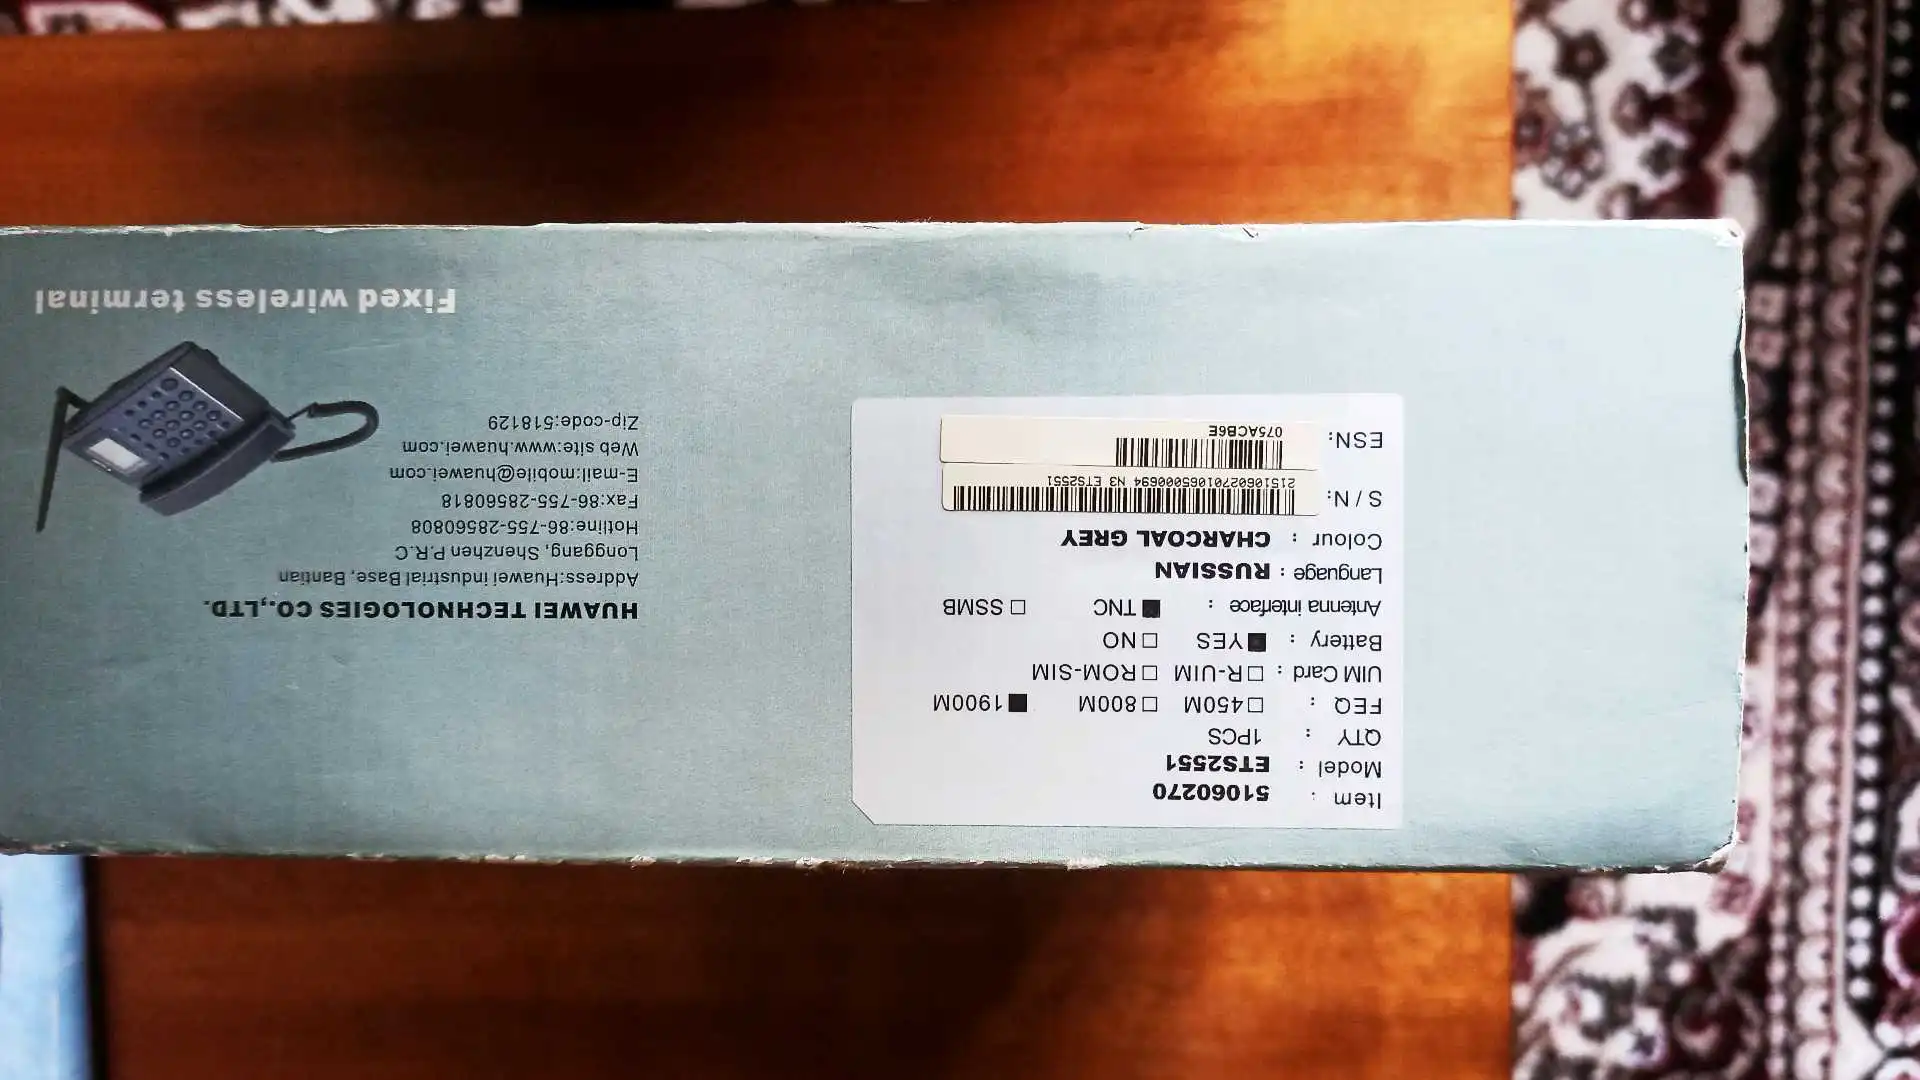 Item : 51060270
Model : ETS2551
QTY : 1PCS
FEQ : □450M □800M ■1900M
UIM Card : □R-UIM □ROM-SIM
Battery : ■YES □NO
Antenna interface : ■TNC □SSMB
Language : RUSSIAN
Colour : CHARCOAL GREY
S / N:
2151060270106S000694 N3 ETS2551
ESN:
075ACB6E
HUAWEI TECHNOLOGIES CO.,LTD.
Address:Huawei industrial Base, Bantian
Longgang, Shenzhen P.R.C
Hotline:86-755-28560808
Fax:86-755-28560818
E-mail:mobile@huawei.com
Web site:www.huawei.com
Zip-code:518129
Fixed wireless terminal